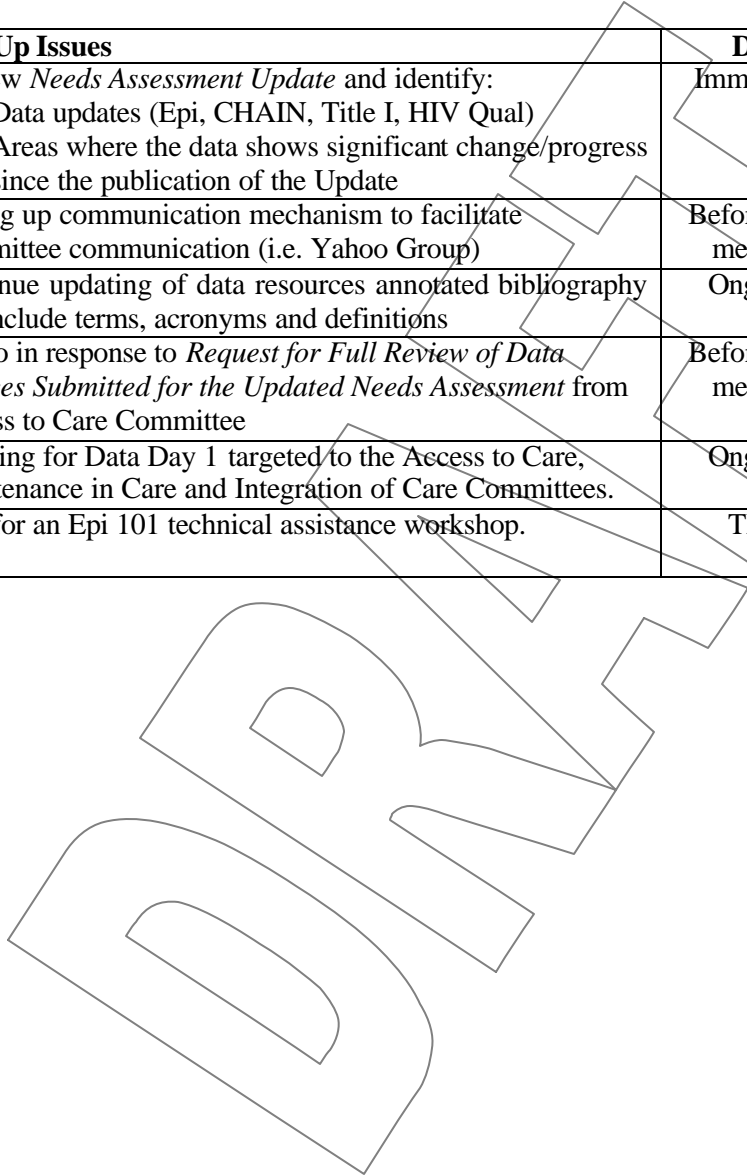 Up Issues D
w Needs Assessment Update and identify: Imm
Data updates (Epi, CHAIN, Title I, HIV Qual)
Areas where the data shows significant change/progress
since the publication of the Update
g up communication mechanism to facilitate Befor
mittee communication (i.e. Yahoo Group) me
nue updating of data resources annotated bibliography Ong
nclude terms, acronyms and definitions
o in response to Request for Full Review of Data Befor
es Submitted for the Updated Needs Assessment from me
ss to Care Committee
ing for Data Day 1 targeted to the Access to Care, Ong
tenance in Care and Integration of Care Committees.
for an Epi 101 technical assistance workshop. T
DRAFT